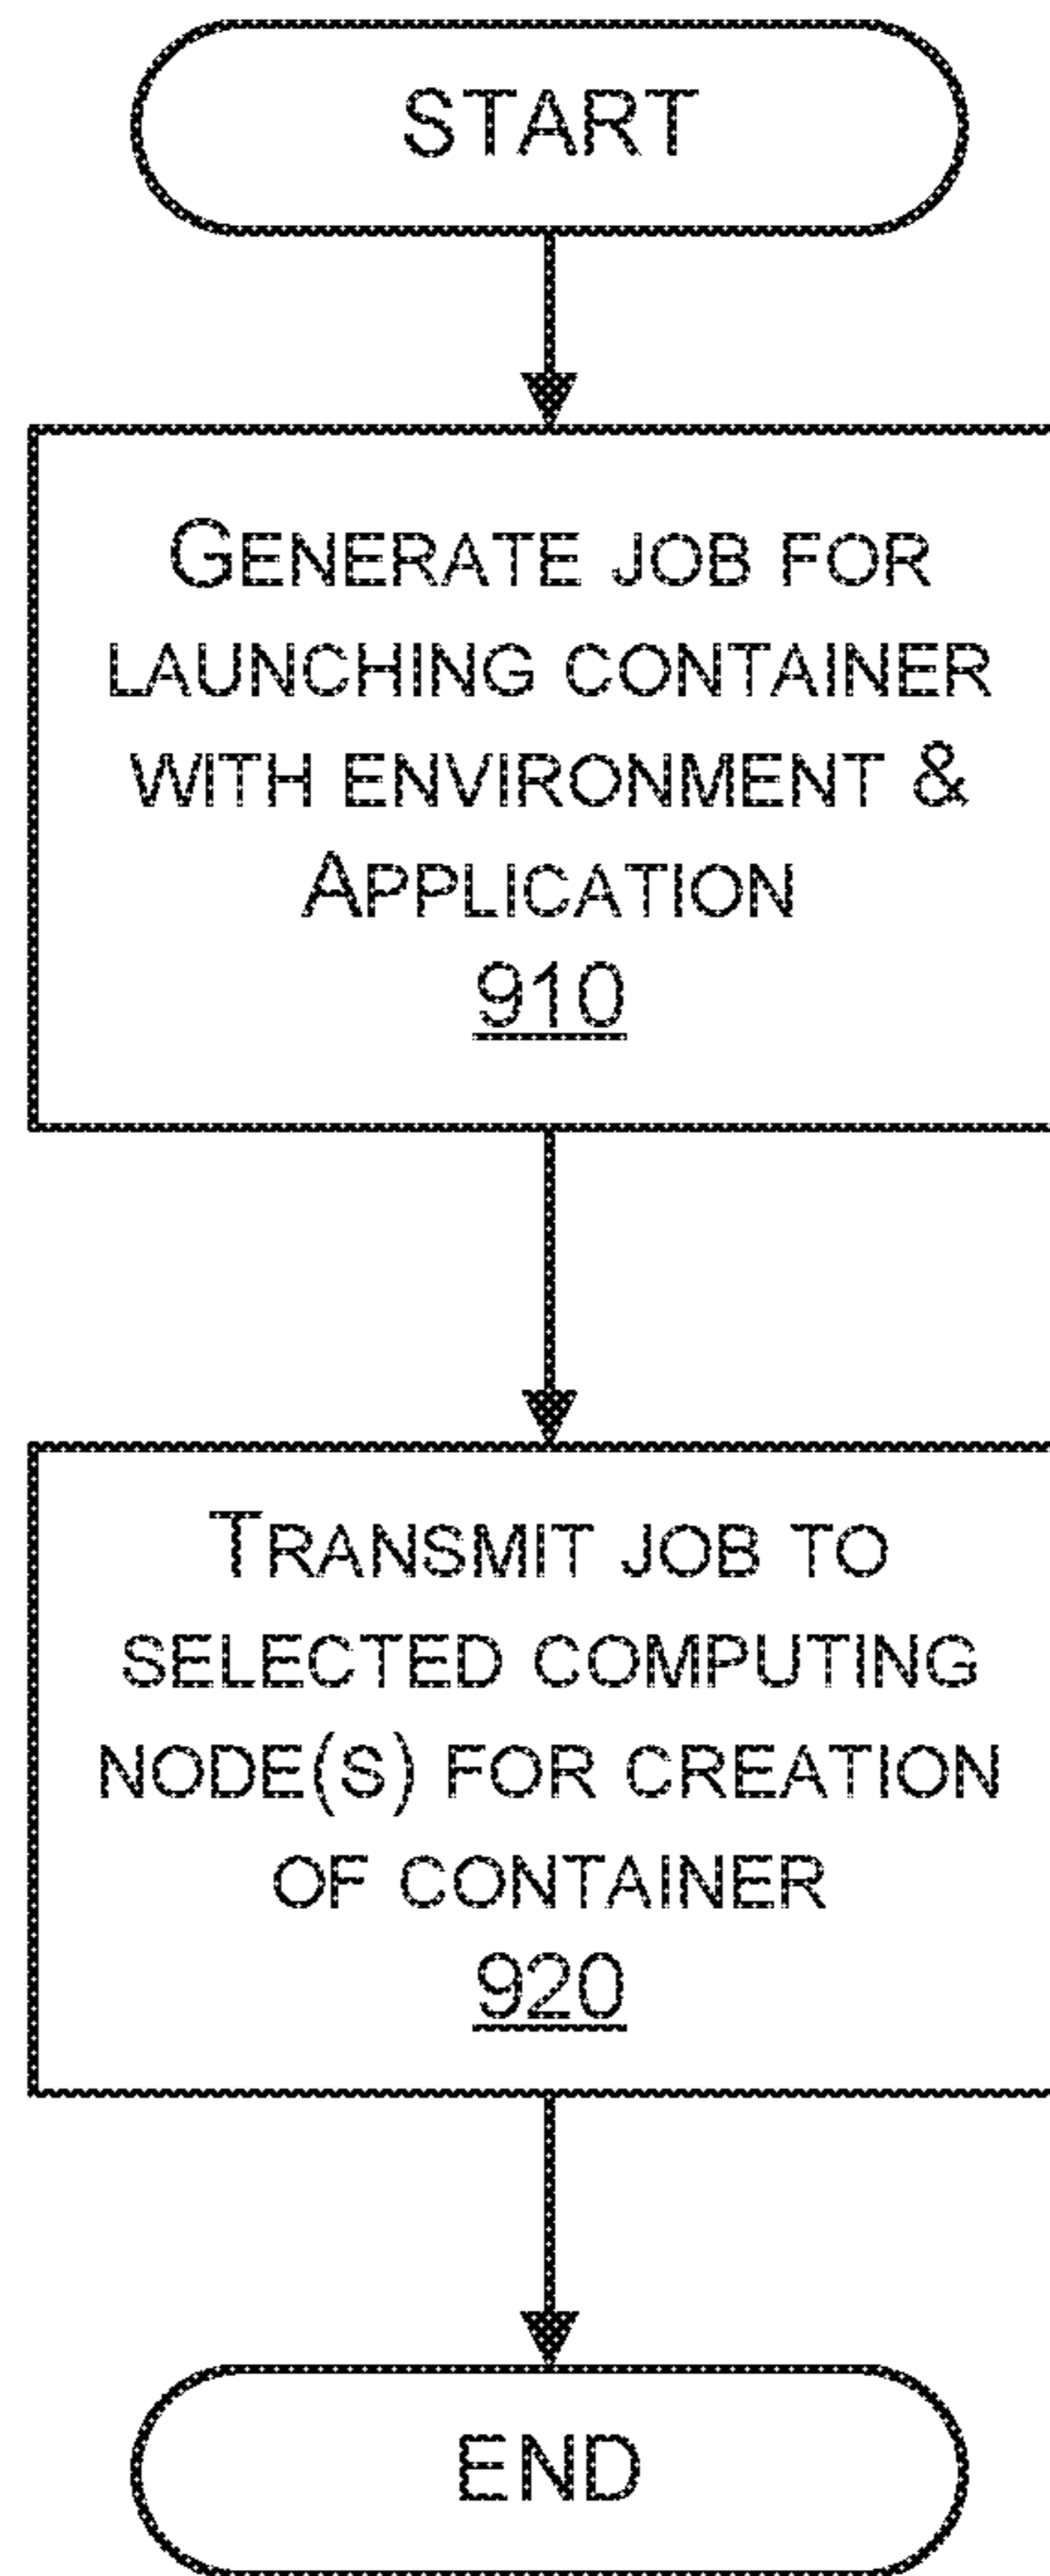 START
GENERATE JOB FOR
LAUNCHING CONTAINER
WITH ENVIRONMENT &
APPLICATION
910
TRANSMIT JOB TO
SELECTED COMPUTING
NODE(S) FOR CREATION
OF CONTAINER
920
END